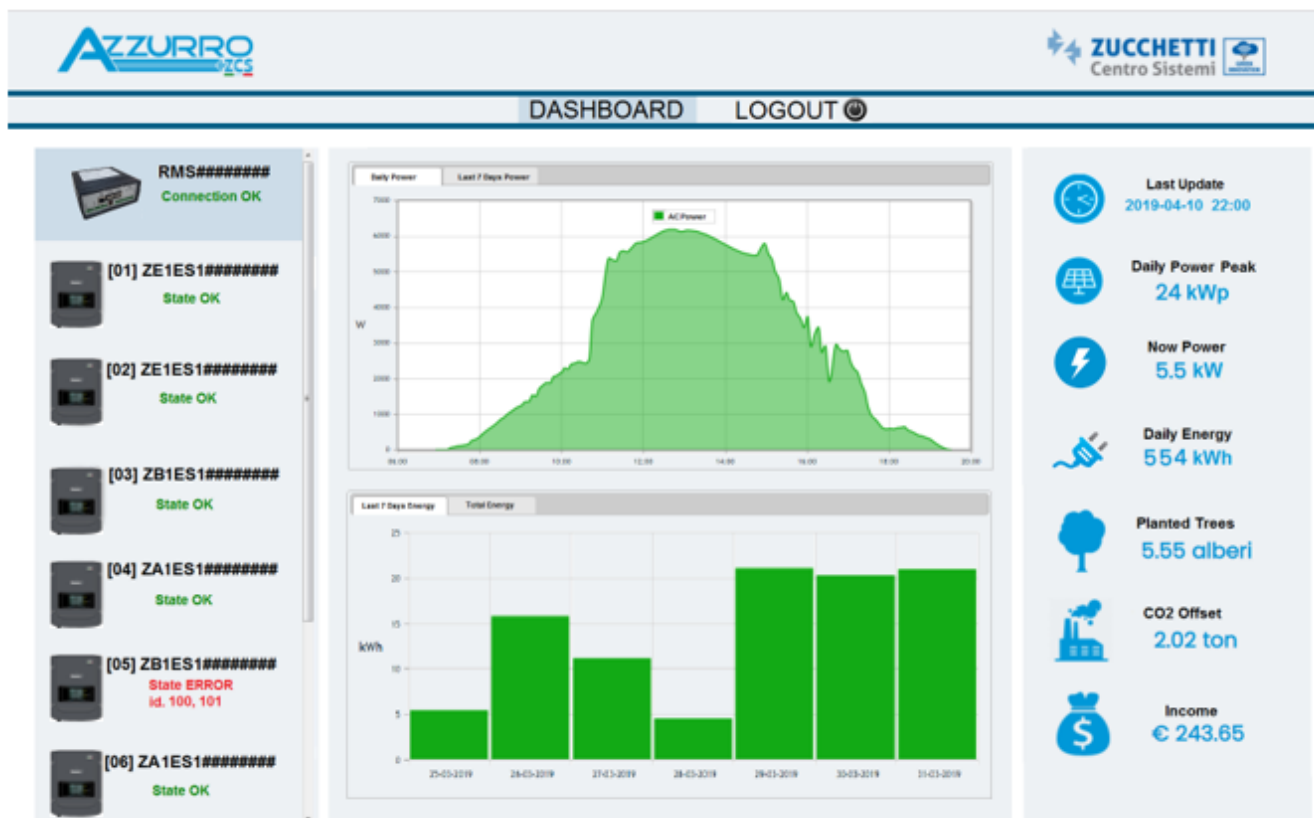 AZZURRO
ZCS
ZUCCHETTI
Centro Sistemi
DASHBOARD LOGOUT
RMS########
Connection OK
[01] ZE1ES1########
State OK
[02] ZE1ES1########
State OK
[03] ZB1ES1########
State OK
[04] ZA1ES1########
State OK
[05] ZB1ES1########
State ERROR
id. 100, 101
[06] ZA1ES1########
State OK
Daily Power Last 7 Days Power
AC Power
7000
6000
5000
4000
3000
2000
1000
0
W
06:00 08:00 10:00 12:00 14:00 16:00 18:00 20:00
Last 7 Days Energy Total Energy
25
20
15
10
5
0
kWh
25-03-2019 26-03-2019 27-03-2019 28-03-2019 29-03-2019 30-03-2019 31-03-2019
Last Update
2019-04-10 22:00
Daily Power Peak
24 kWp
Now Power
5.5 kW
Daily Energy
554 kWh
Planted Trees
5.55 alberi
CO2 Offset
2.02 ton
Income
€ 243.65